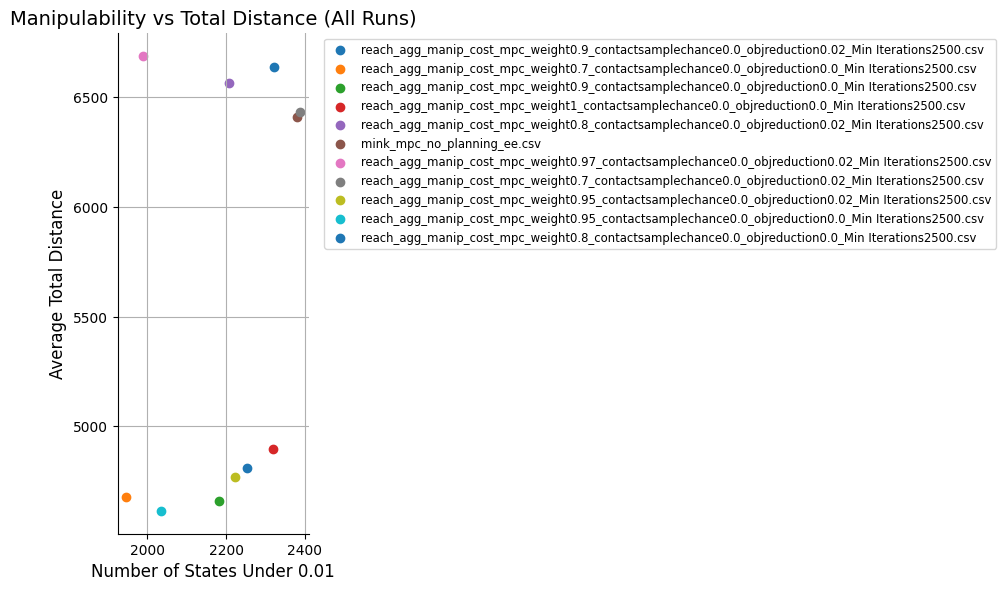 Manipulability vs Total Distance (All Runs)
reach_agg_manip_cost_mpc_weight0.9_contactsamplechance0.0_objreduction0.02_Min Iterations2500.csv
reach_agg_manip_cost_mpc_weight0.7_contactsamplechance0.0_objreduction0.0_Min Iterations2500.csv
reach_agg_manip_cost_mpc_weight0.9_contactsamplechance0.0_objreduction0.0_Min Iterations2500.csv
reach_agg_manip_cost_mpc_weight1_contactsamplechance0.0_objreduction0.0_Min Iterations2500.csv
reach_agg_manip_cost_mpc_weight0.8_contactsamplechance0.0_objreduction0.02_Min Iterations2500.csv
mink_mpc_no_planning_ee.csv
reach_agg_manip_cost_mpc_weight0.97_contactsamplechance0.0_objreduction0.02_Min Iterations2500.csv
reach_agg_manip_cost_mpc_weight0.7_contactsamplechance0.0_objreduction0.02_Min Iterations2500.csv
reach_agg_manip_cost_mpc_weight0.95_contactsamplechance0.0_objreduction0.02_Min Iterations2500.csv
reach_agg_manip_cost_mpc_weight0.95_contactsamplechance0.0_objreduction0.0_Min Iterations2500.csv
reach_agg_manip_cost_mpc_weight0.8_contactsamplechance0.0_objreduction0.0_Min Iterations2500.csv
Average Total Distance
6500
6000
5500
5000
2000
2200
2400
Number of States Under 0.01